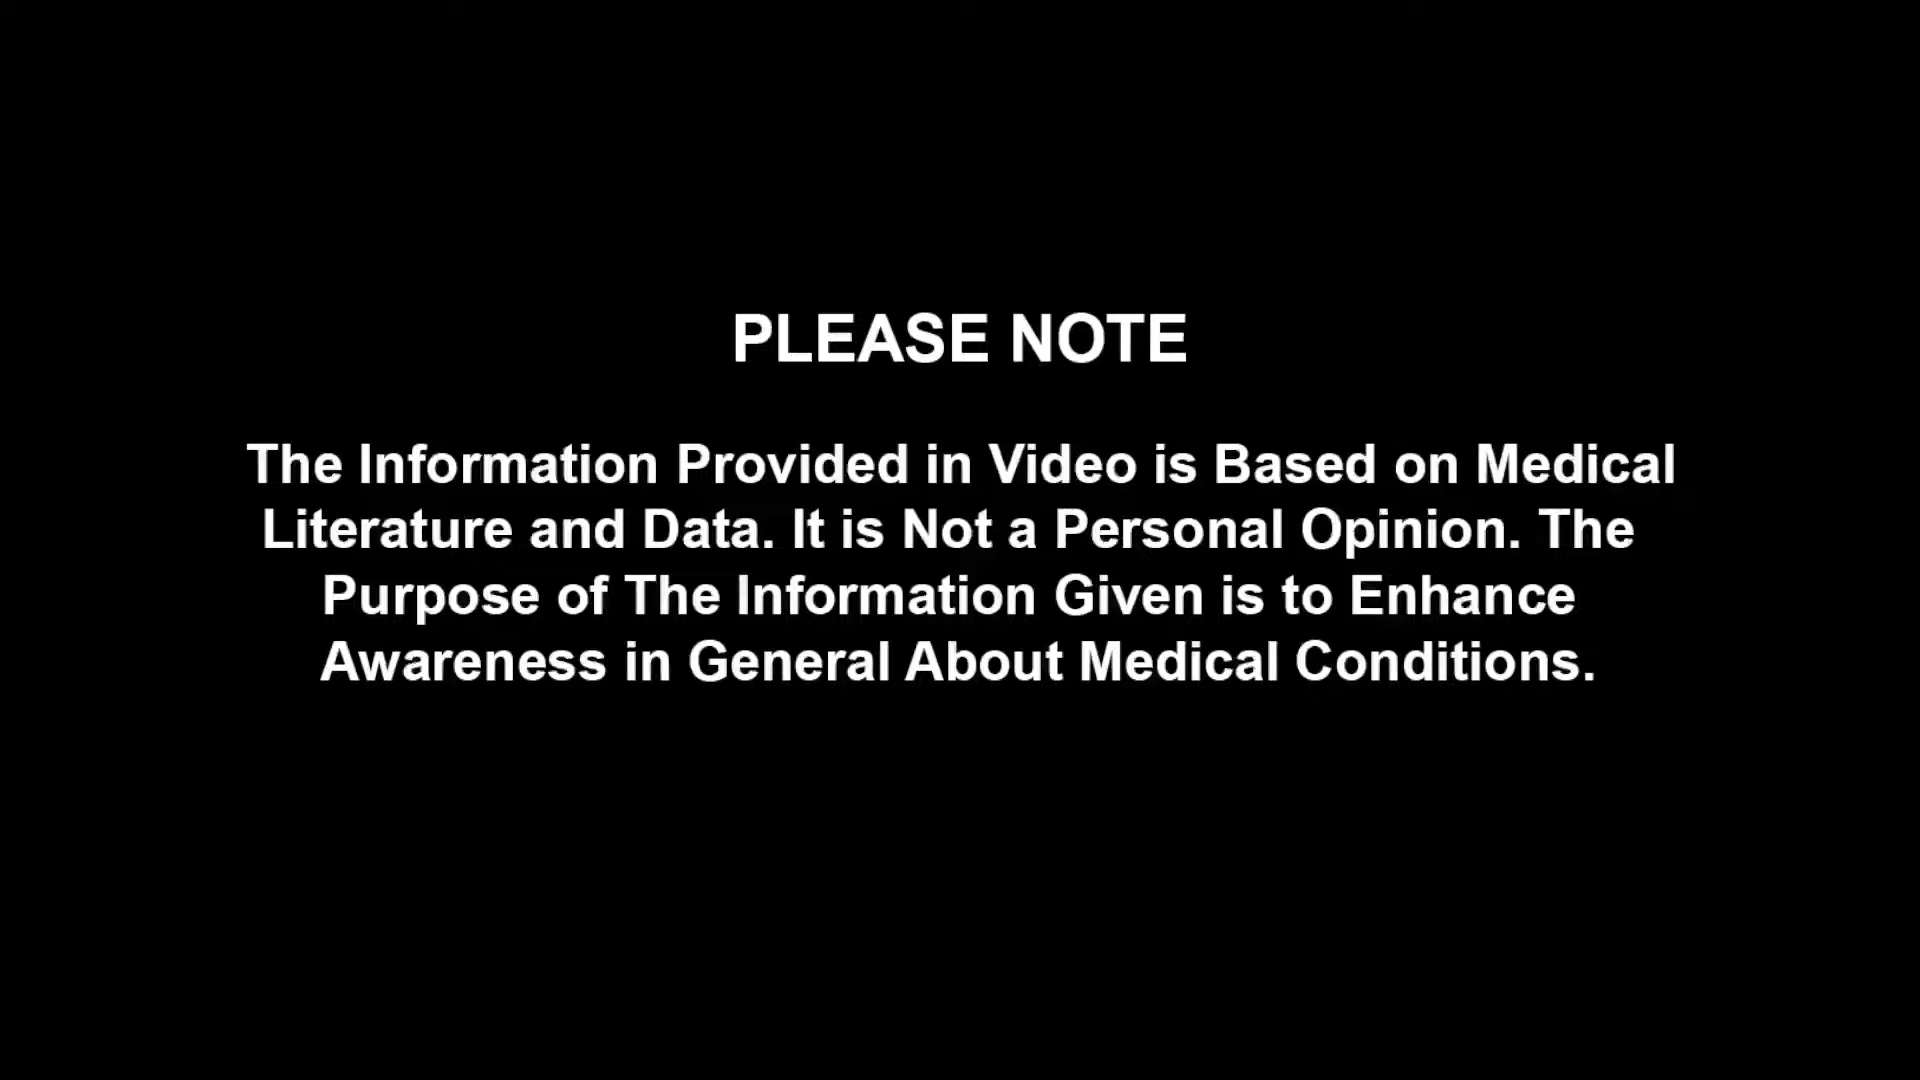 PLEASE NOTE
The Information Provided in Video is Based on Medical
Literature and Data. It is Not a Personal Opinion. The
Purpose of The Information Given is to Enhance
Awareness in General About Medical Conditions.